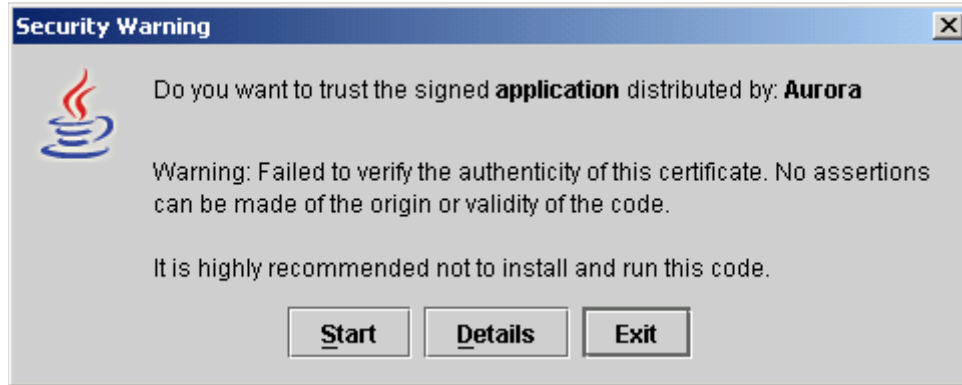 Security Warning
Do you want to trust the signed application distributed by: Aurora
Warning: Failed to verify the authenticity of this certificate. No assertions
can be made of the origin or validity of the code.
It is highly recommended not to install and run this code.
Start Details Exit